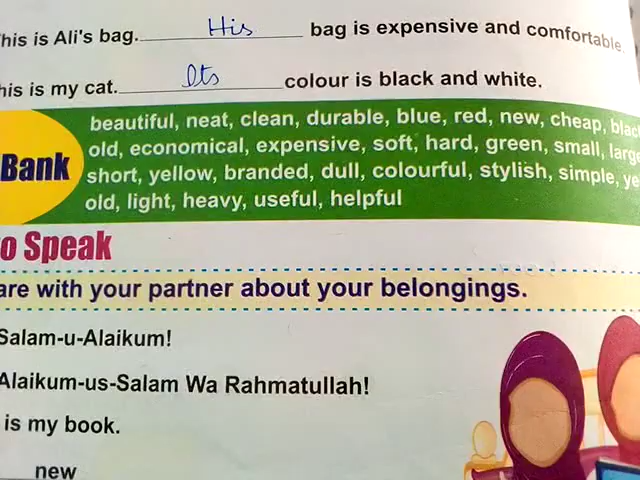 his is Ali's bag. His bag is expensive and comfortable.
his is my cat. Its colour is black and white.
beautiful, neat, clean, durable, blue, red, new, cheap, blac
old, economical, expensive, soft, hard, green, small, large
Bank
short, yellow, branded, dull, colourful, stylish, simple, ye
old, light, heavy, useful, helpful
o Speak
are with your partner about your belongings.
Salam-u-Alaikum!
Alaikum-us-Salam Wa Rahmatullah!
is my book.
new